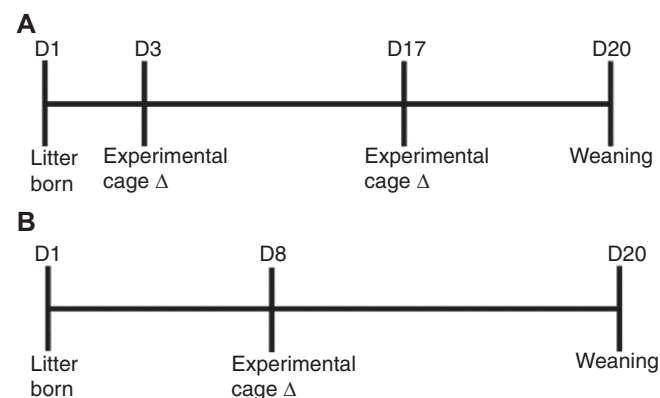 A
D1 D3 D17 D20
Litter Experimental Experimental Weaning
born cage Δ cage Δ
B
D1 D8 D20
Litter Experimental Weaning
born cage Δ